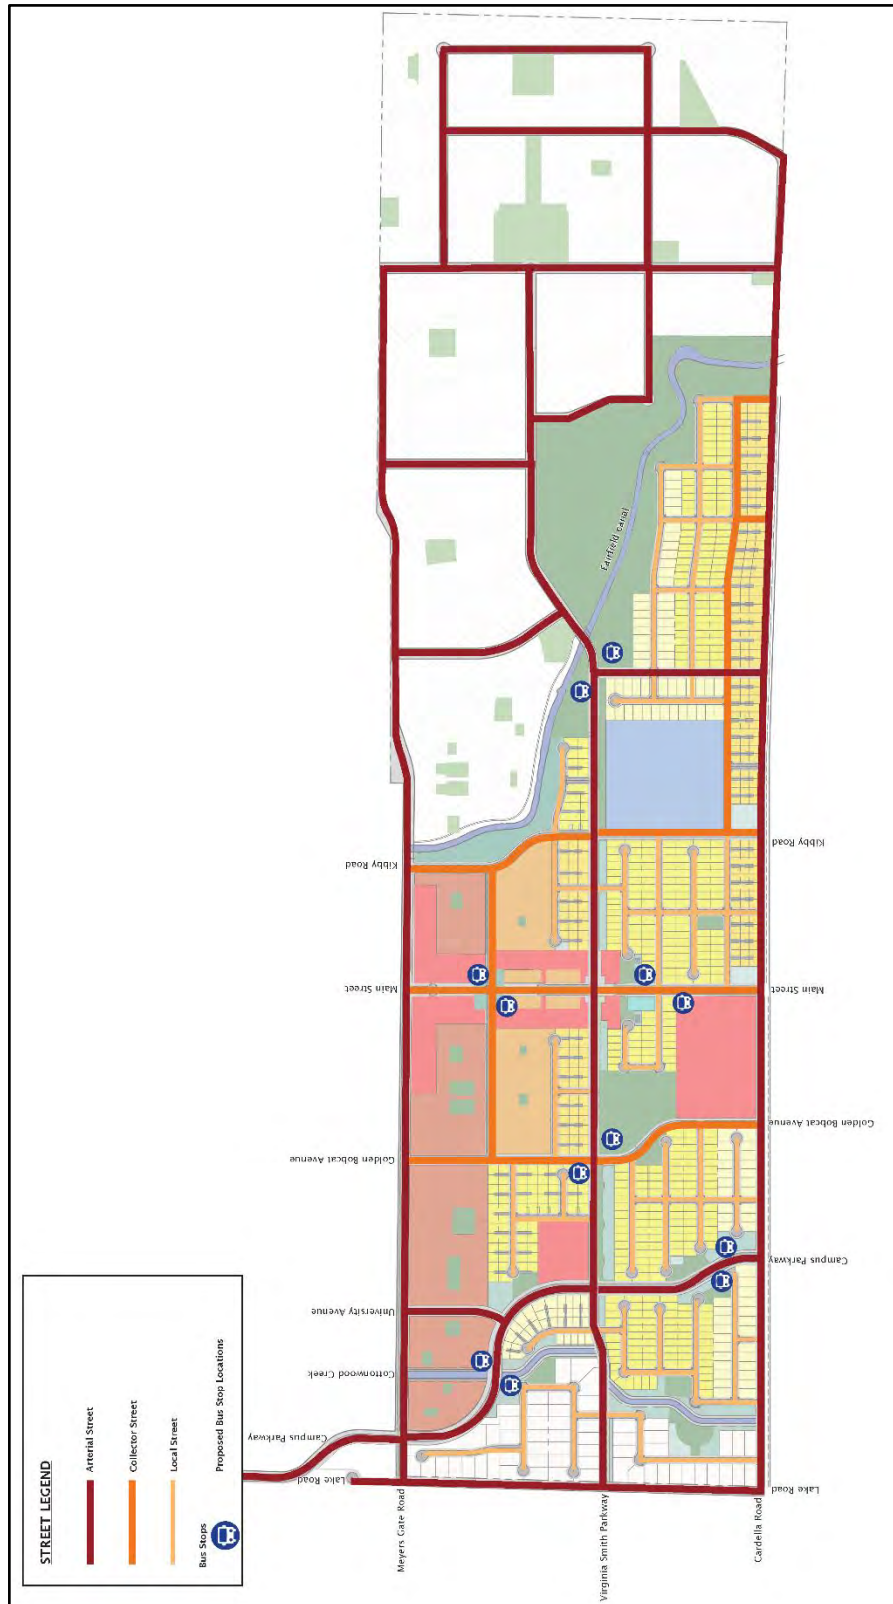 Fairfield Canal
Kibby Road
Kibby Road
Main Street
Main Street
Golden Bobcat Avenue
Golden Bobcat Avenue
Campus Parkway
University Avenue
Cottonwood Creek
Campus Parkway
Lake Road
Lake Road
Meyers Gate Road
Virginia Smith Parkway
Cardella Road
STREET LEGEND
Arterial Street
Collector Street
Local Street
Bus Stops
Proposed Bus Stop Locations